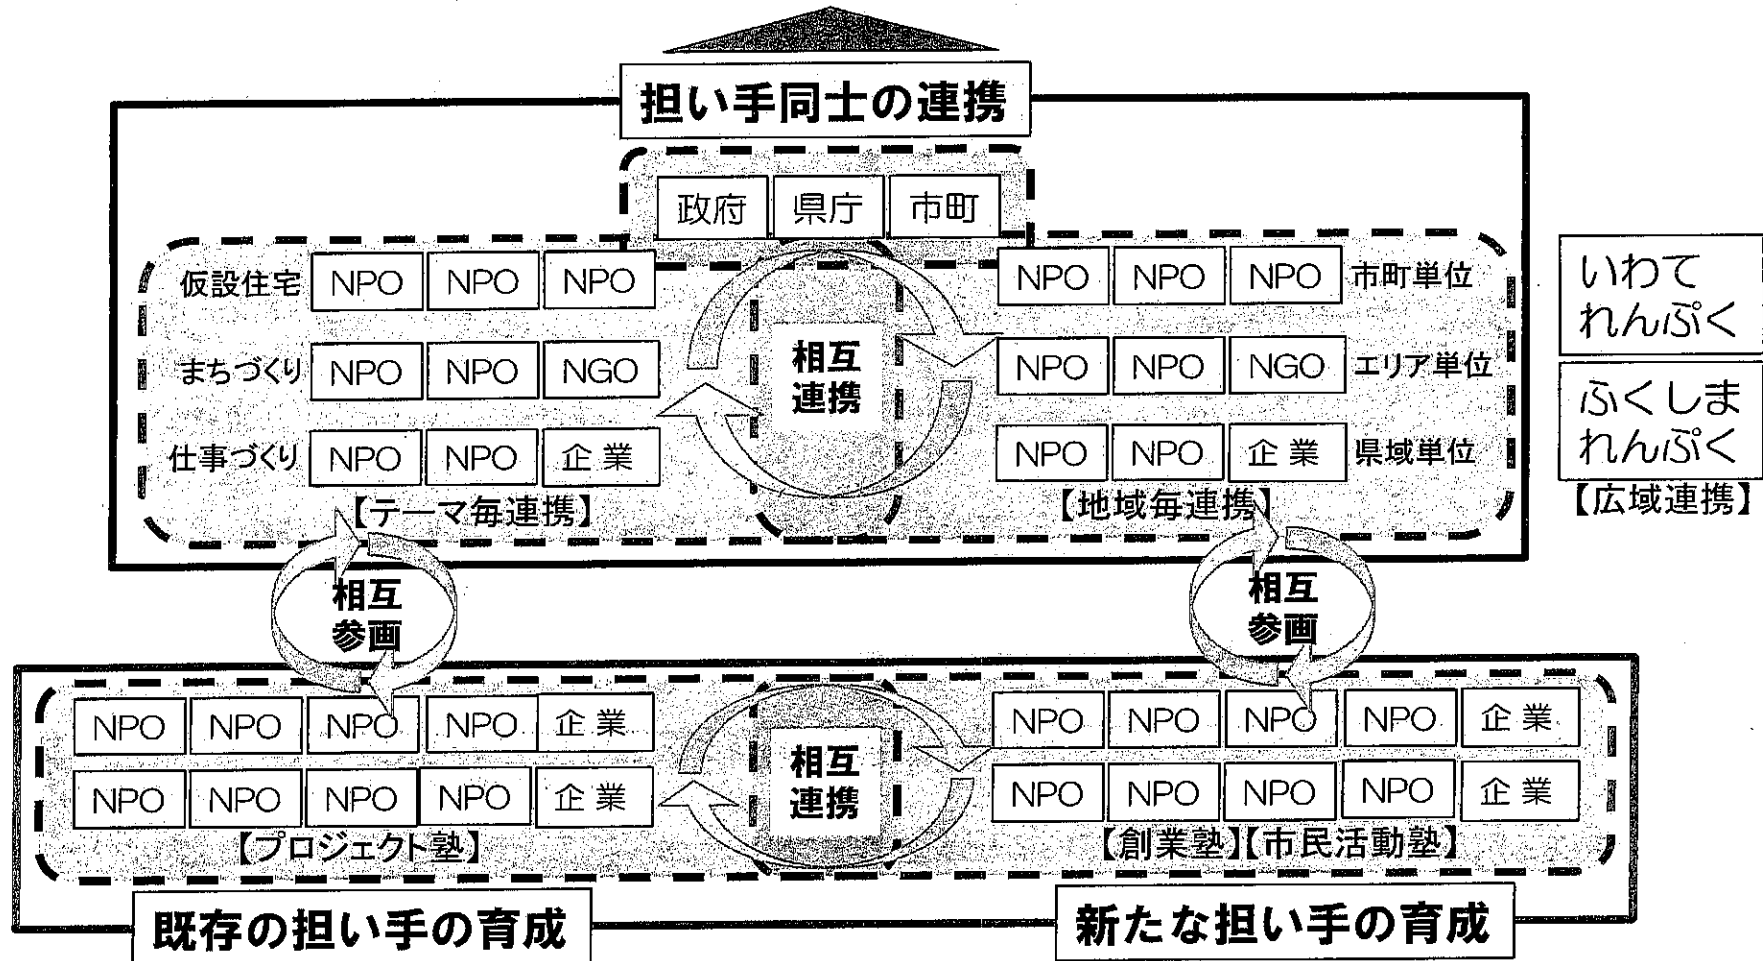 担い手同士の連携
政府 県庁 市町
仮設住宅 NPO NPO NPO
まちづくり NPO NPO NGO
仕事づくり NPO NPO 企業
【テーマ毎連携】
相互
連携
NPO NPO NPO 市町単位
NPO NPO NGO エリア単位
NPO NPO 企業 県域単位
【地域毎連携】
いわて
れんぷく
ふくしま
れんぷく
【広域連携】
相互
参画
相互
参画
NPO NPO NPO NPO 企業
NPO NPO NPO NPO 企業
【プロジェクト塾】
相互
連携
NPO NPO NPO NPO 企業
NPO NPO NPO NPO 企業
【創業塾】【市民活動塾】
既存の担い手の育成
新たな担い手の育成